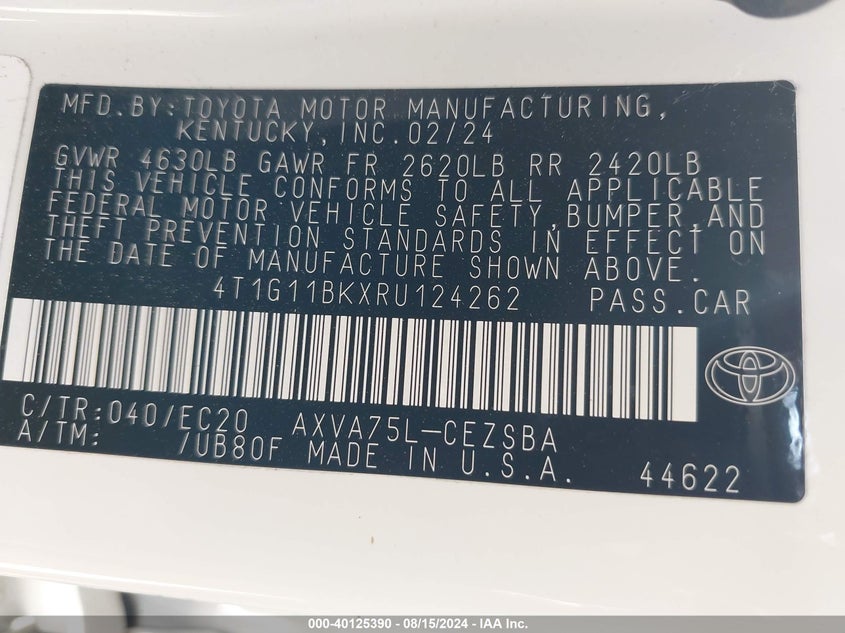 MFD.BY:TOYOTA MOTOR MANUFACTURING,
KENTUCKY,INC.02/24
GVWR 4630LB GAWR FR 2620LB RR 2420LB
THIS VEHICLE CONFORMS TO ALL APPLICABLE
FEDERAL MOTOR VEHICLE SAFETY,BUMPER,AND
THEFT PREVENTION STANDARDS IN EFFECT ON
THE DATE OF MANUFACTURE SHOWN ABOVE.
4T1G11BKXRU124262 PASS.CAR
C/TR:040/EC20 AXVA75L-CEZSBA
A/TM: /UB80F MADE IN U.S.A. 44622
000-40125390 - 08/15/2024 - IAA Inc.